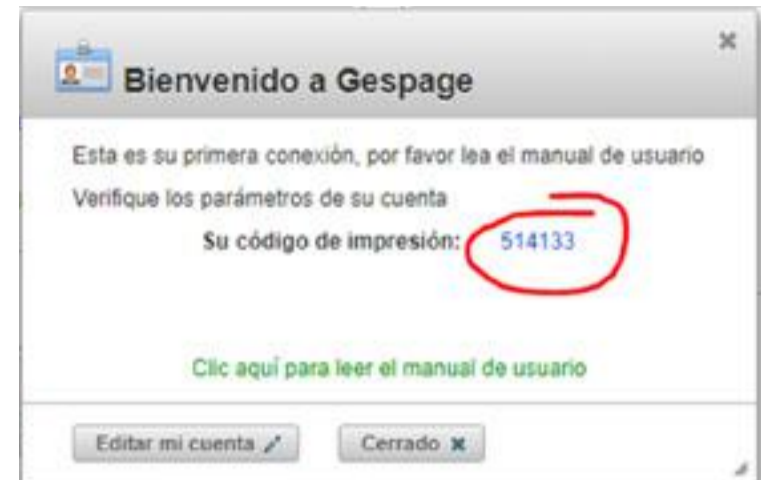 Bienvenido a Gespage
Esta es su primera conexión, por favor lea el manual de usuario
Verifique los parámetros de su cuenta
Su código de impresión: 514133
Clic aquí para leer el manual de usuario
Editar mi cuenta Cerrado